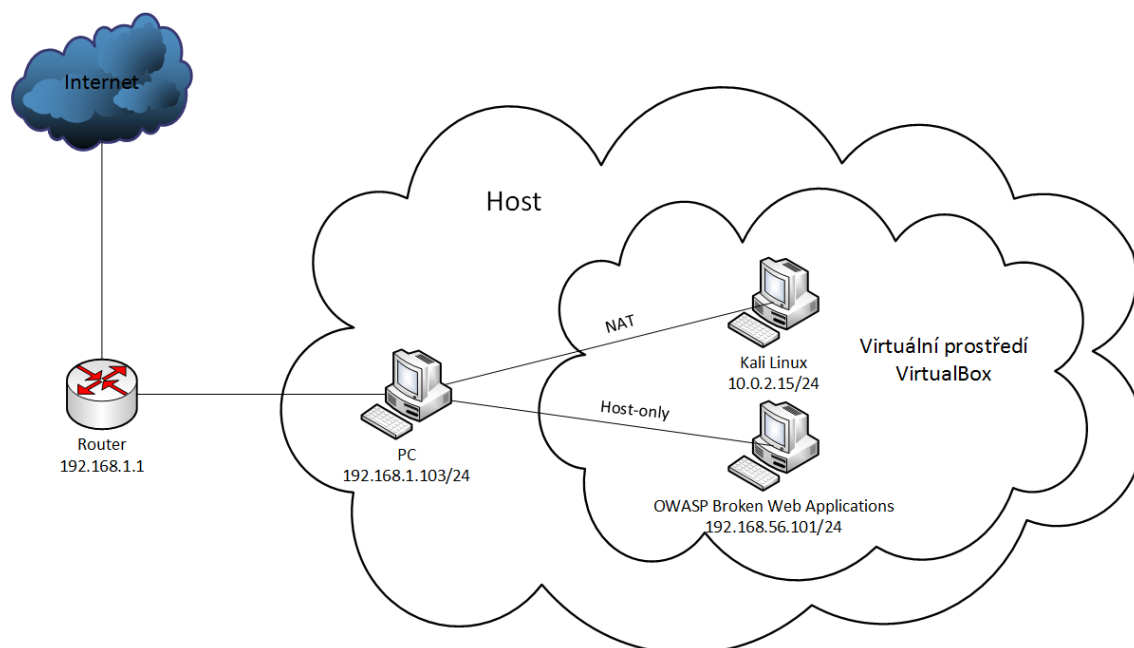 Internet
Host
NAT
Kali Linux
10.0.2.15/24
Virtuální prostředí
VirtualBox
Host-only
Router
192.168.1.1
PC
192.168.1.103/24
OWASP Broken Web Applications
192.168.56.101/24